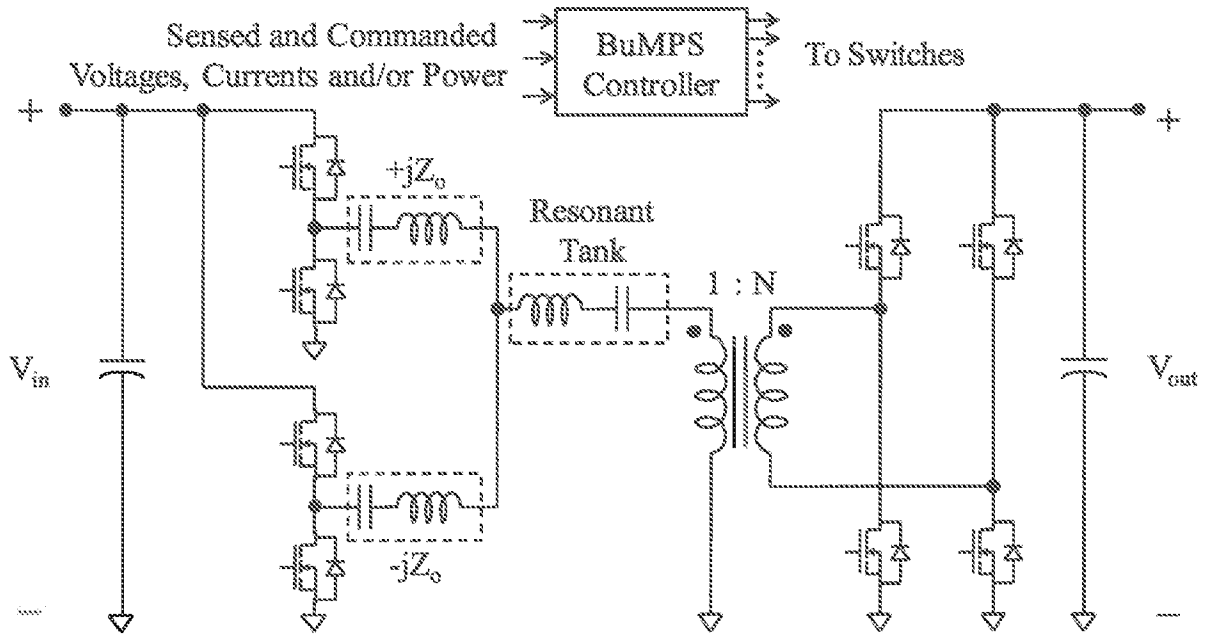 Sensed and Commanded
Voltages, Currents and/or Power
BuMPS
Controller
To Switches
+
+
+jZo
Resonant
Tank
1 : N
Vin
Vout
-jZo
—
—